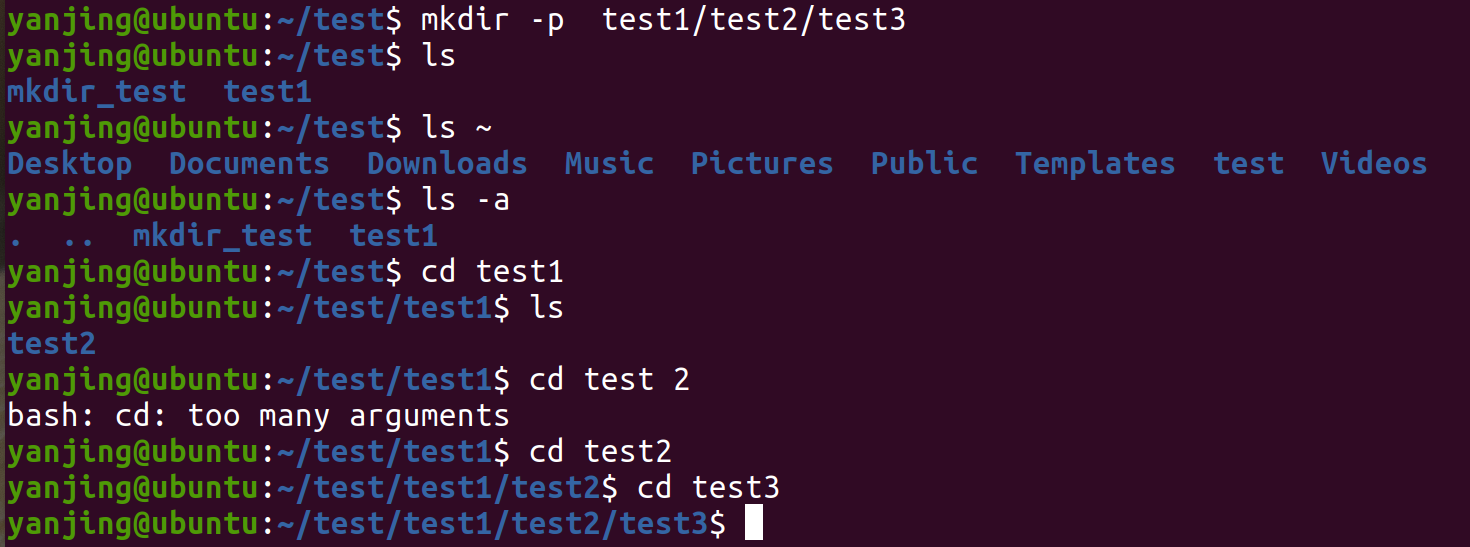 yanjing@ubuntu:~/test$ mkdir -p  test1/test2/test3
yanjing@ubuntu:~/test$ ls
mkdir_test  test1
yanjing@ubuntu:~/test$ ls ~
Desktop  Documents  Downloads  Music  Pictures  Public  Templates  test  Videos
yanjing@ubuntu:~/test$ ls -a
.  ..  mkdir_test  test1
yanjing@ubuntu:~/test$ cd test1
yanjing@ubuntu:~/test/test1$ ls
test2
yanjing@ubuntu:~/test/test1$ cd test 2
bash: cd: too many arguments
yanjing@ubuntu:~/test/test1$ cd test2
yanjing@ubuntu:~/test/test1/test2$ cd test3
yanjing@ubuntu:~/test/test1/test2/test3$